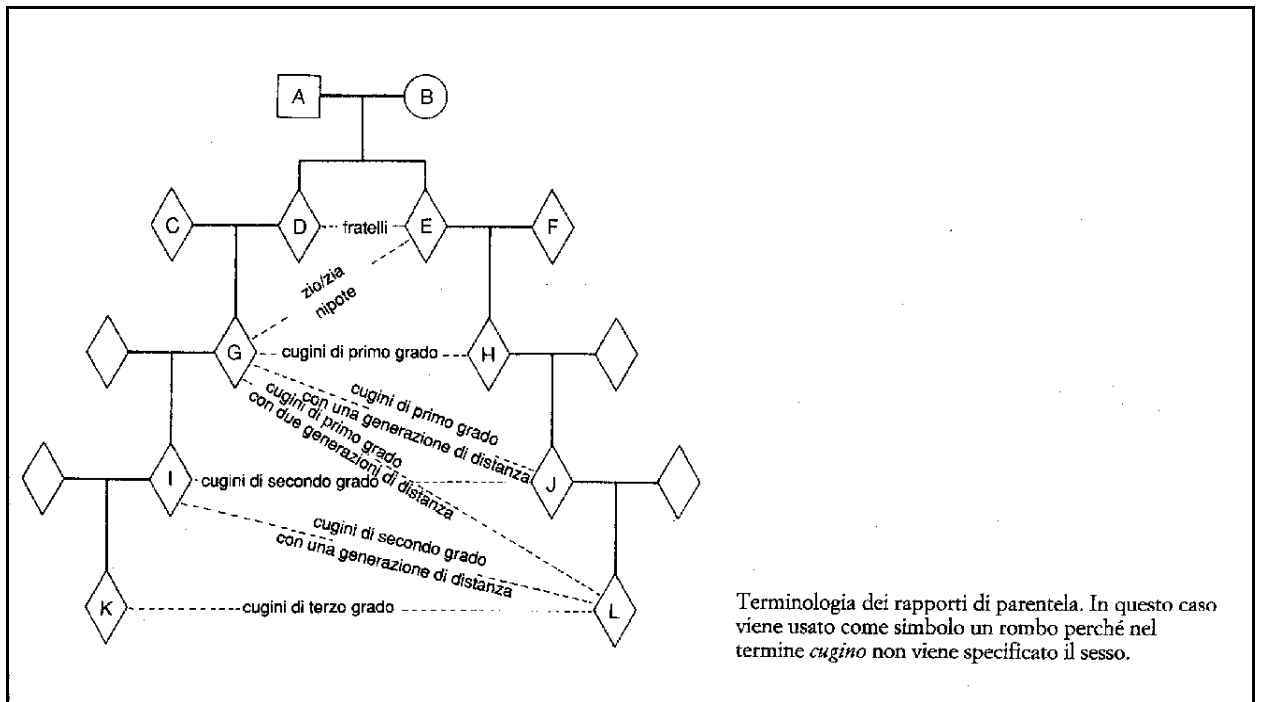 A
B
C
D
fratelli
E
F
zio/zia
nipote
G
cugini di primo grado
H
cugini di primo grado
con una generazione di distanza
cugini di primo grado
con due generazioni di distanza
I
cugini di secondo grado
J
cugini di secondo grado
con una generazione di distanza
K
cugini di terzo grado
L
Terminologia dei rapporti di parentela. In questo caso
viene usato come simbolo un rombo perché nel
termine cugino non viene specificato il sesso.